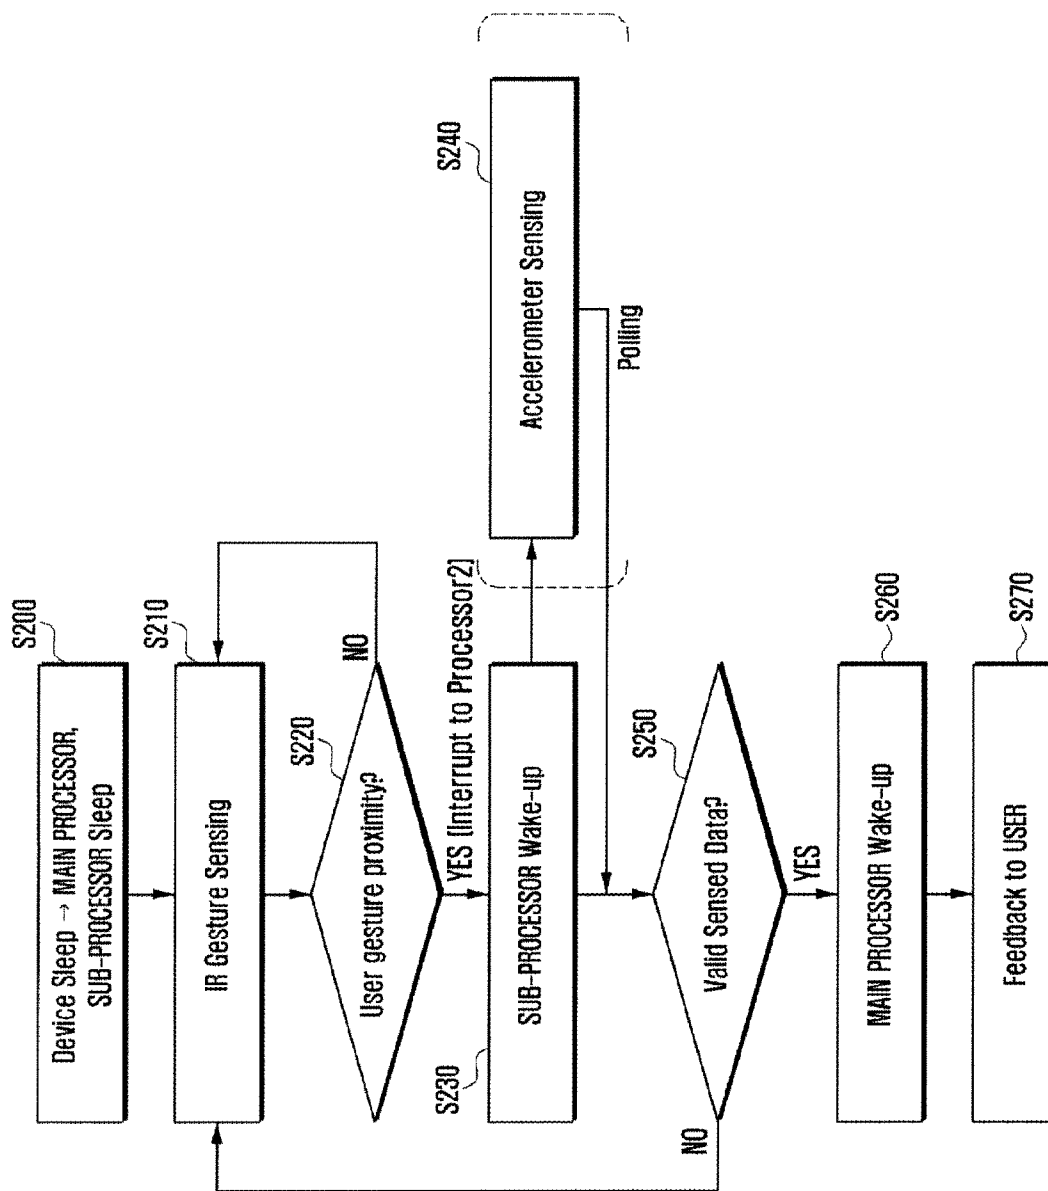 S200
Device Sleep → MAIN PROCESSOR,
SUB-PROCESSOR Sleep
S210
IR Gesture Sensing
S220
User gesture proximity?
NO
YES (Interrupt to Processor2)
S230
SUB-PROCESSOR Wake-up
S240
Accelerometer Sensing
Polling
S250
Valid Sensed Data?
NO
YES
S260
MAIN PROCESSOR Wake-up
S270
Feedback to USER